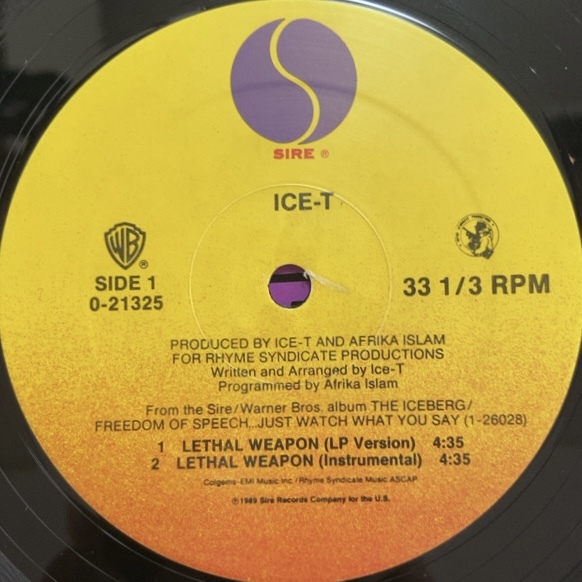 SIRE ®
ICE-T
WB ®
SIDE 1
0-21325
33 1/3 RPM
PRODUCED BY ICE-T AND AFRIKA ISLAM
FOR RHYME SYNDICATE PRODUCTIONS
Written and Arranged by Ice-T
Programmed by Afrika Islam
From the Sire/Warner Bros. album THE ICEBERG/
FREEDOM OF SPEECH...JUST WATCH WHAT YOU SAY (1-26028)
1 LETHAL WEAPON (LP Version) 4:35
2 LETHAL WEAPON (Instrumental) 4:35
Colgems-EMI Music Inc./Rhyme Syndicate Music ASCAP
℗1989 Sire Records Company for the U.S.